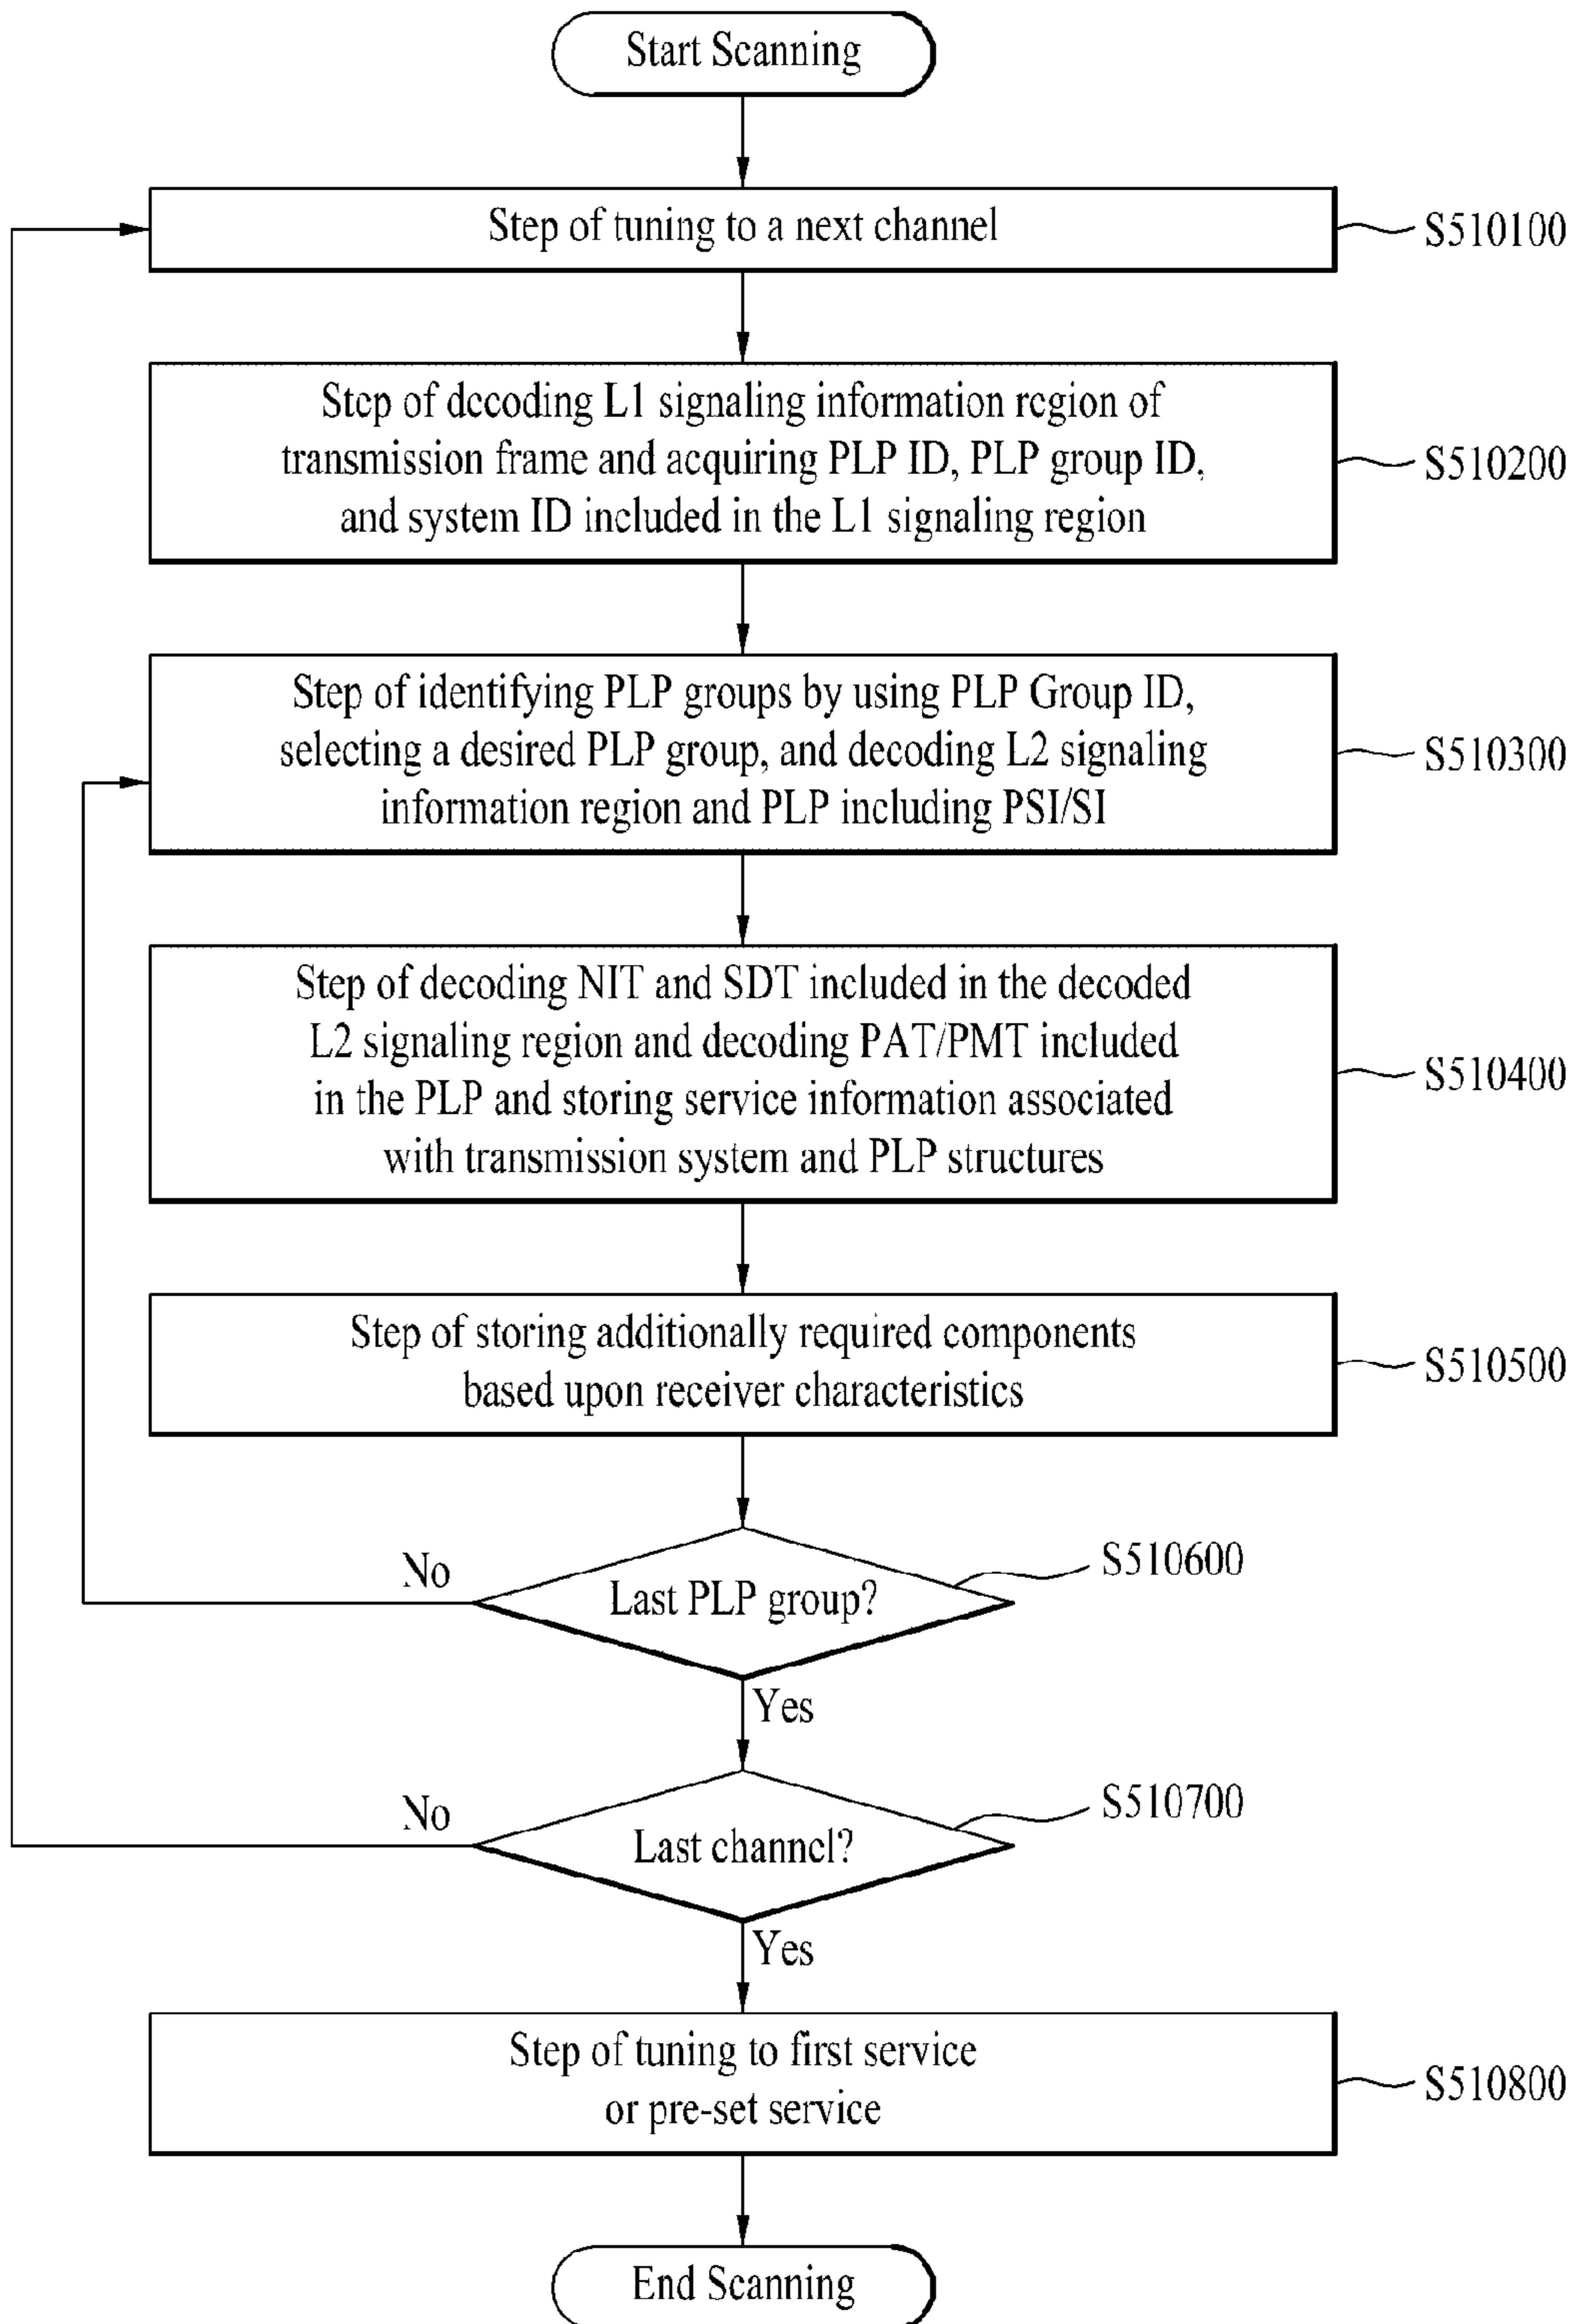 Start Scanning
Step of tuning to a next channel
S510100
Step of decoding L1 signaling information region of
transmission frame and acquiring PLP ID, PLP group ID,
and system ID included in the L1 signaling region
S510200
Step of identifying PLP groups by using PLP Group ID,
selecting a desired PLP group, and decoding L2 signaling
information region and PLP including PSI/SI
S510300
Step of decoding NIT and SDT included in the decoded
L2 signaling region and decoding PAT/PMT included
in the PLP and storing service information associated
with transmission system and PLP structures
S510400
Step of storing additionally required components
based upon receiver characteristics
S510500
No
Last PLP group?
S510600
Yes
No
Last channel?
S510700
Yes
Step of tuning to first service
or pre-set service
S510800
End Scanning